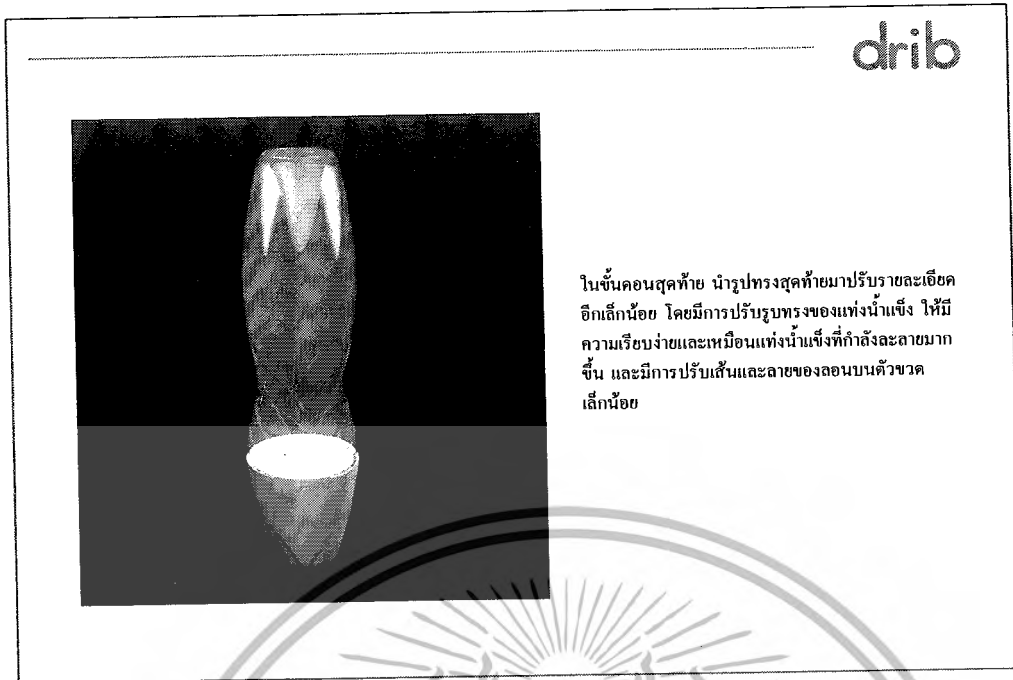 drib
ในขั้นตอนสุดท้าย นำรูปทรงสุดท้ายมาปรับรายละเอียด
อีกเล็กน้อย โดยมีการปรับรูปทรงของแท่งน้ำแข็ง ให้มี
ความเรียบง่ายและเหมือนแท่งน้ำแข็งที่กำลังละลายมาก
ขึ้น และมีการปรับเส้นและลายของลอนบนตัวขวด
เล็กน้อย